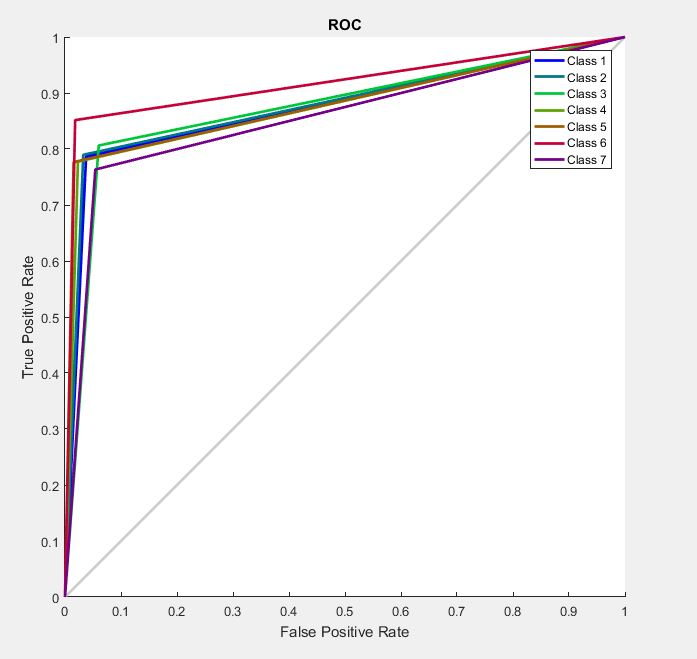 ROC
1
0.9
0.8
0.7
0.6
0.5
0.4
0.3
0.2
0.1
0
True Positive Rate
Class 1
Class 2
Class 3
Class 4
Class 5
Class 6
Class 7
0 0.1 0.2 0.3 0.4 0.5 0.6 0.7 0.8 0.9 1
False Positive Rate